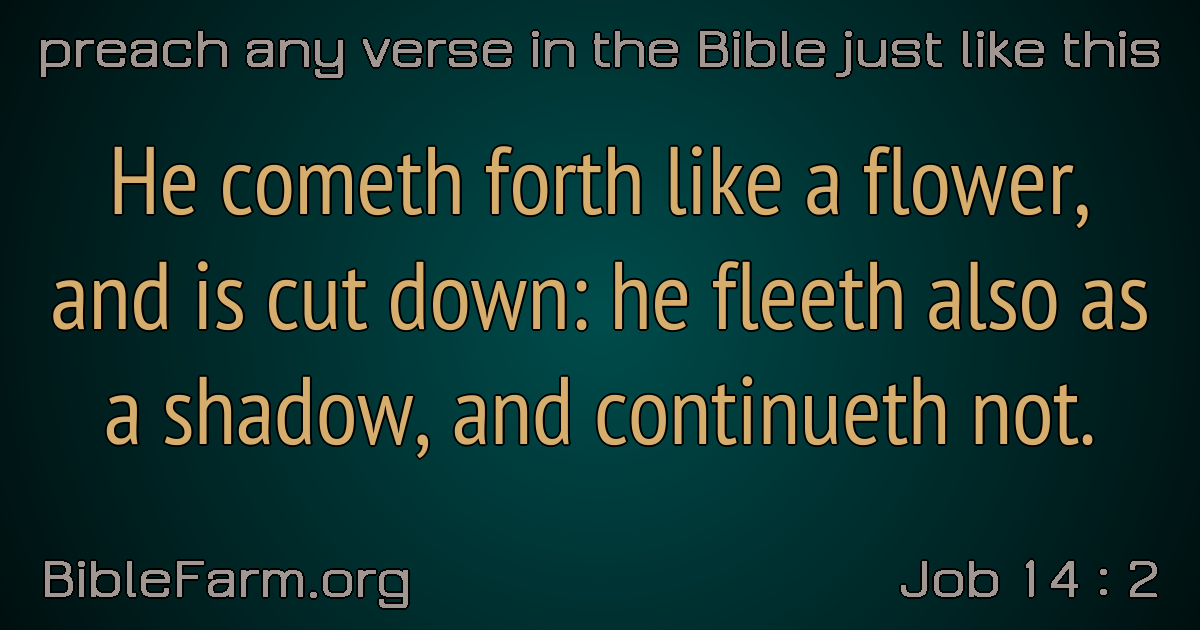 preach any verse in the Bible just like this
He cometh forth like a flower,
and is cut down: he fleeth also as
a shadow, and continueth not.
BibleFarm.org
Job 14 : 2